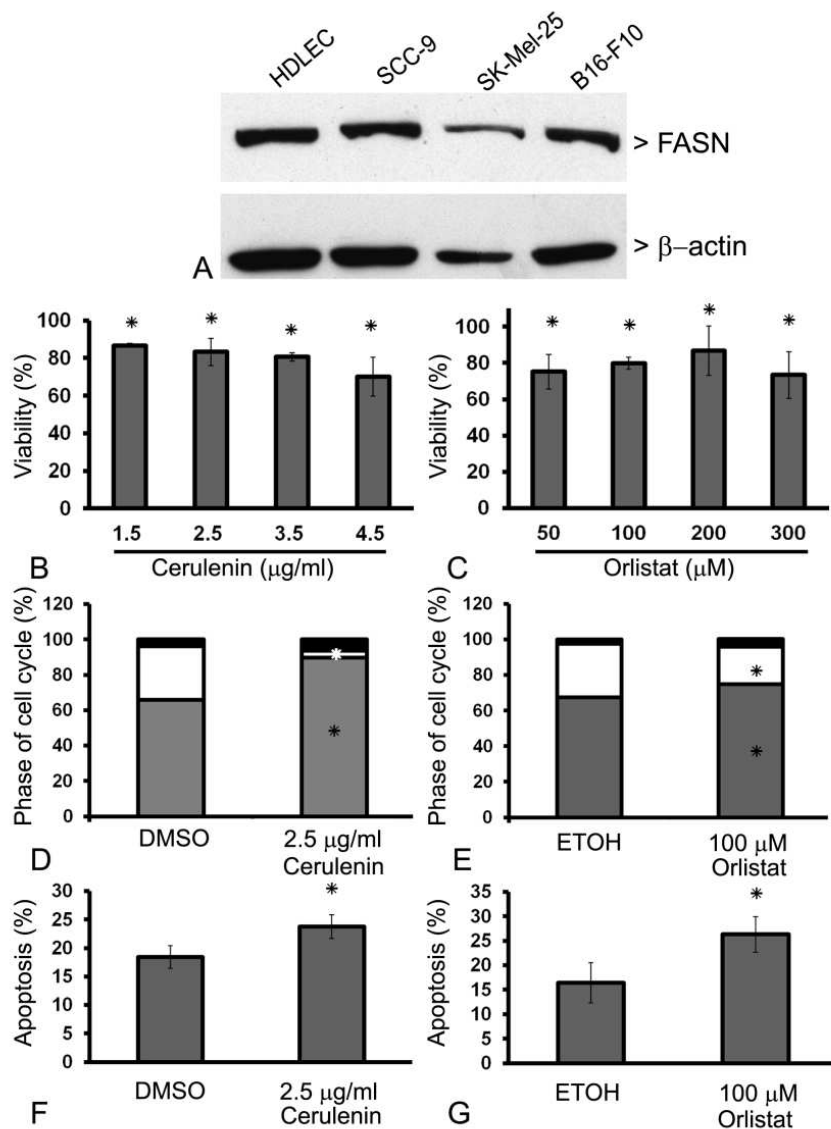 HDLEC SCC-9 SK-Mel-25 B16-F10
> FASN
> β–actin
A
Viability (%)
100
80
60
40
20
0
* * * *
1.5 2.5 3.5 4.5
Cerulenin (μg/ml)
B
Viability (%)
100
80
60
40
20
0
* * * *
50 100 200 300
Orlistat (μM)
C
Phase of cell cycle (%)
120
100
80
60
40
20
0
*
*
DMSO 2.5 μg/ml
Cerulenin
D
Phase of cell cycle (%)
120
100
80
60
40
20
0
*
*
ETOH 100 μM
Orlistat
E
Apoptosis (%)
30
25
20
15
10
5
0
*
DMSO 2.5 μg/ml
Cerulenin
F
Apoptosis (%)
35
30
25
20
15
10
5
0
*
ETOH 100 μM
Orlistat
G